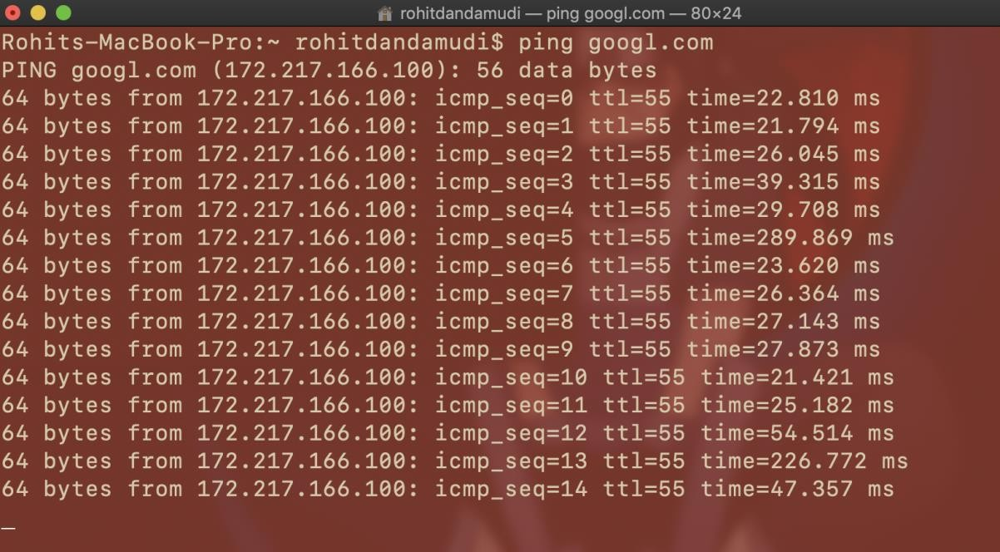 rohitdandamudi — ping googl.com — 80×24
Rohits-MacBook-Pro:~ rohitdandamudi$ ping googl.com
PING googl.com (172.217.166.100): 56 data bytes
64 bytes from 172.217.166.100: icmp_seq=0 ttl=55 time=22.810 ms
64 bytes from 172.217.166.100: icmp_seq=1 ttl=55 time=21.794 ms
64 bytes from 172.217.166.100: icmp_seq=2 ttl=55 time=26.045 ms
64 bytes from 172.217.166.100: icmp_seq=3 ttl=55 time=39.315 ms
64 bytes from 172.217.166.100: icmp_seq=4 ttl=55 time=29.708 ms
64 bytes from 172.217.166.100: icmp_seq=5 ttl=55 time=289.869 ms
64 bytes from 172.217.166.100: icmp_seq=6 ttl=55 time=23.620 ms
64 bytes from 172.217.166.100: icmp_seq=7 ttl=55 time=26.364 ms
64 bytes from 172.217.166.100: icmp_seq=8 ttl=55 time=27.143 ms
64 bytes from 172.217.166.100: icmp_seq=9 ttl=55 time=27.873 ms
64 bytes from 172.217.166.100: icmp_seq=10 ttl=55 time=21.421 ms
64 bytes from 172.217.166.100: icmp_seq=11 ttl=55 time=25.182 ms
64 bytes from 172.217.166.100: icmp_seq=12 ttl=55 time=54.514 ms
64 bytes from 172.217.166.100: icmp_seq=13 ttl=55 time=226.772 ms
64 bytes from 172.217.166.100: icmp_seq=14 ttl=55 time=47.357 ms